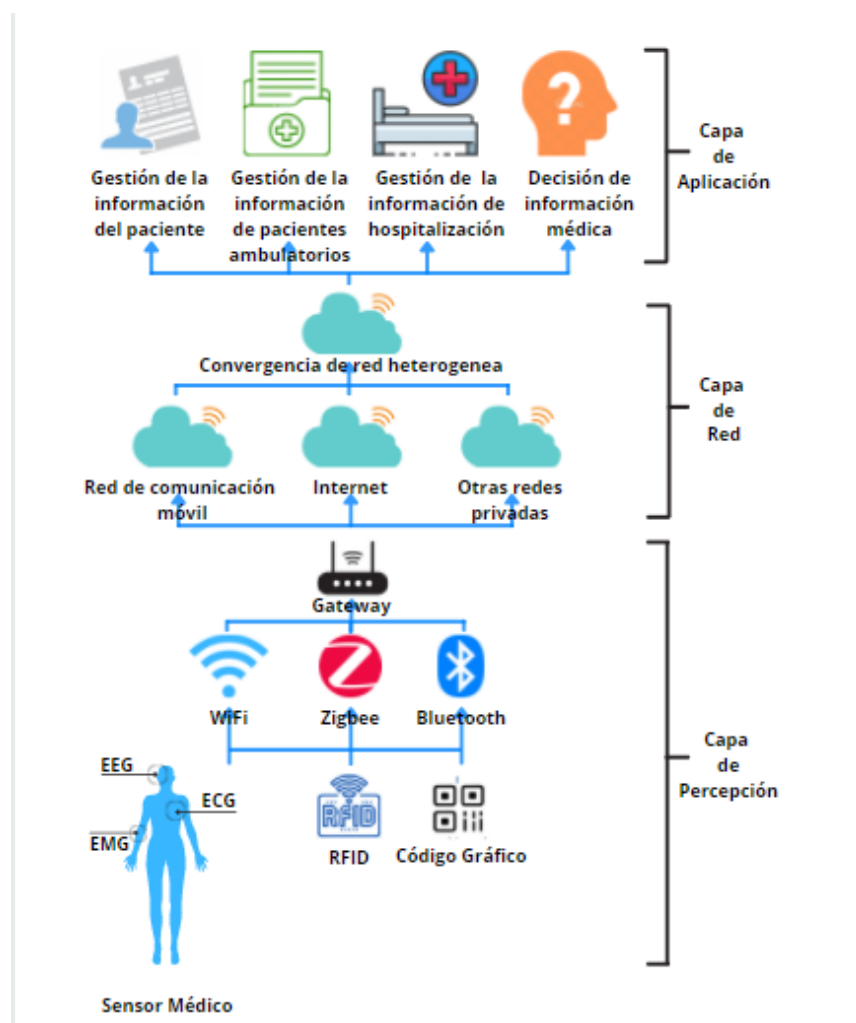 Gestión de la
información
del paciente
Gestión de la
información
de pacientes
ambulatorios
Gestión de la
información de
hospitalización
Decisión de
información
médica
Capa
de
Aplicación
Convergencia de red heterogenea
Red de comunicación
móvil
Internet
Otras redes
privadas
Capa
de
Red
Gateway
WiFi
Zigbee
Bluetooth
EEG
ECG
EMG
RFID
RFID
Código Gráfico
Capa
de
Percepción
Sensor Médico